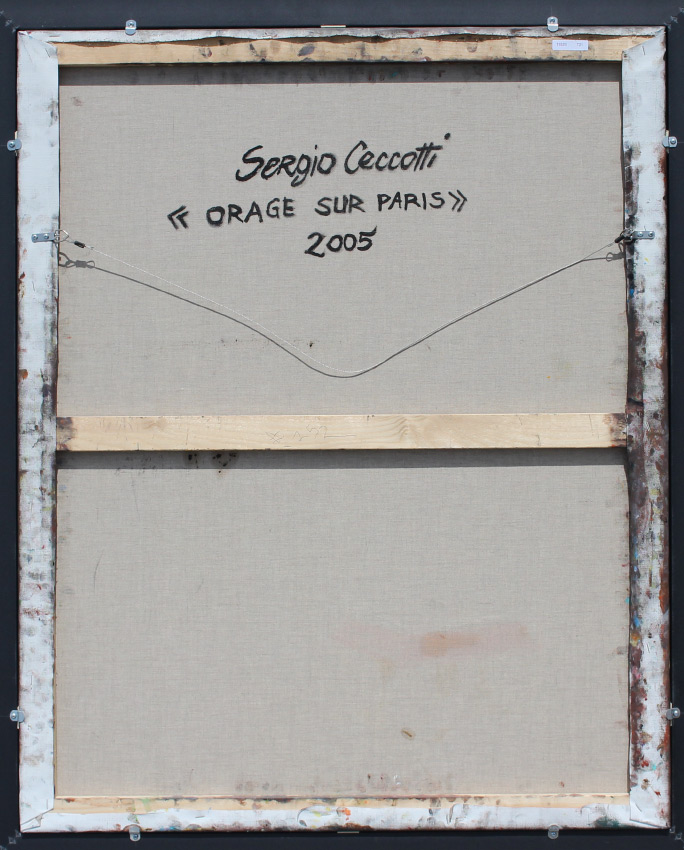 Sergio Ceccotti
« ORAGE SUR PARIS »
2005